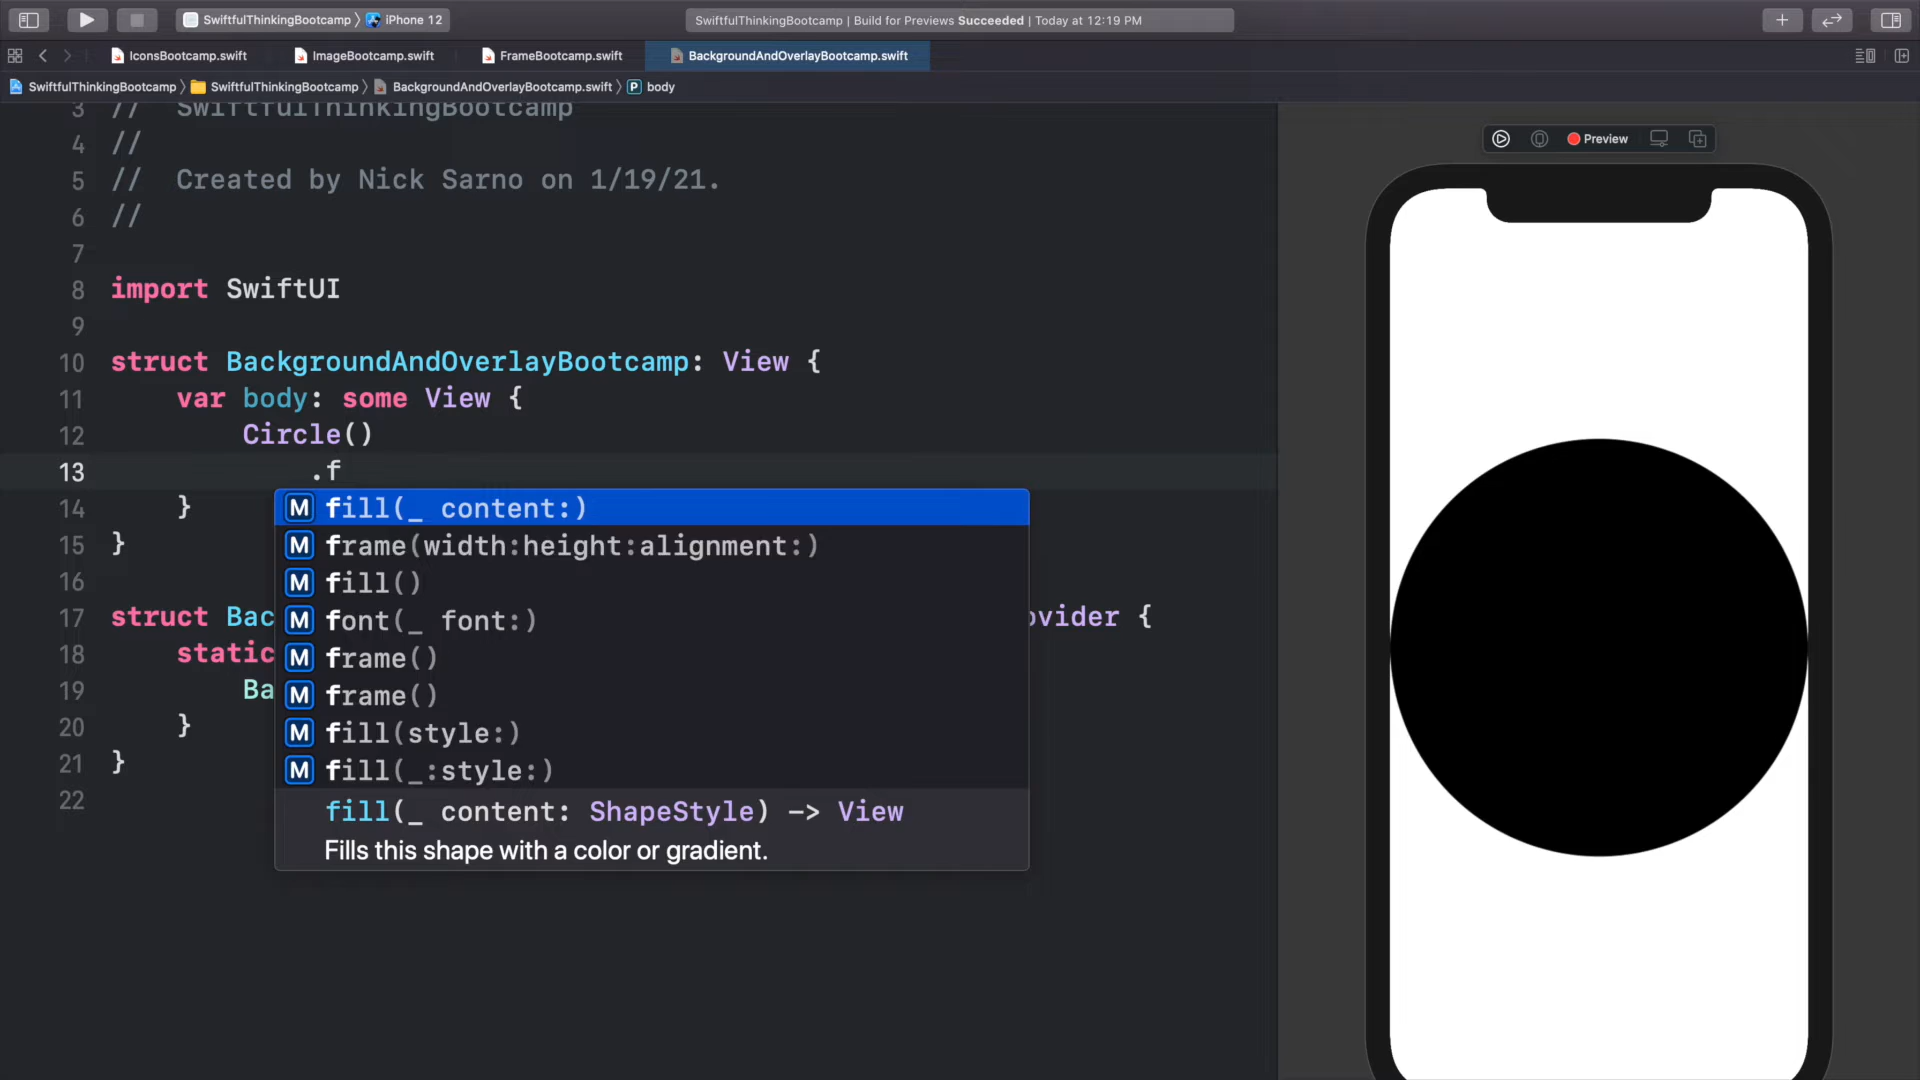 SwiftfulThinkingBootcamp 〉 iPhone 12
SwiftfulThinkingBootcamp | Build for Previews Succeeded | Today at 12:19 PM
IconsBootcamp.swift
ImageBootcamp.swift
FrameBootcamp.swift
BackgroundAndOverlayBootcamp.swift
SwiftfulThinkingBootcamp 〉 SwiftfulThinkingBootcamp 〉 BackgroundAndOverlayBootcamp.swift 〉 P body
3 //  SwiftfulThinkingBootcamp
4 //
5 //  Created by Nick Sarno on 1/19/21.
6 //
7
8 import SwiftUI
9
10 struct BackgroundAndOverlayBootcamp: View {
11     var body: some View {
12         Circle()
13             .f
14     }
15 }
16
17 struct Bac ovider {
18     static
19         Ba
20     }
21 }
22
M fill(_ content:)
M frame(width:height:alignment:)
M fill()
M font(_ font:)
M frame()
M frame()
M fill(style:)
M fill(_:style:)
fill(_ content: ShapeStyle) -> View
Fills this shape with a color or gradient.
Preview